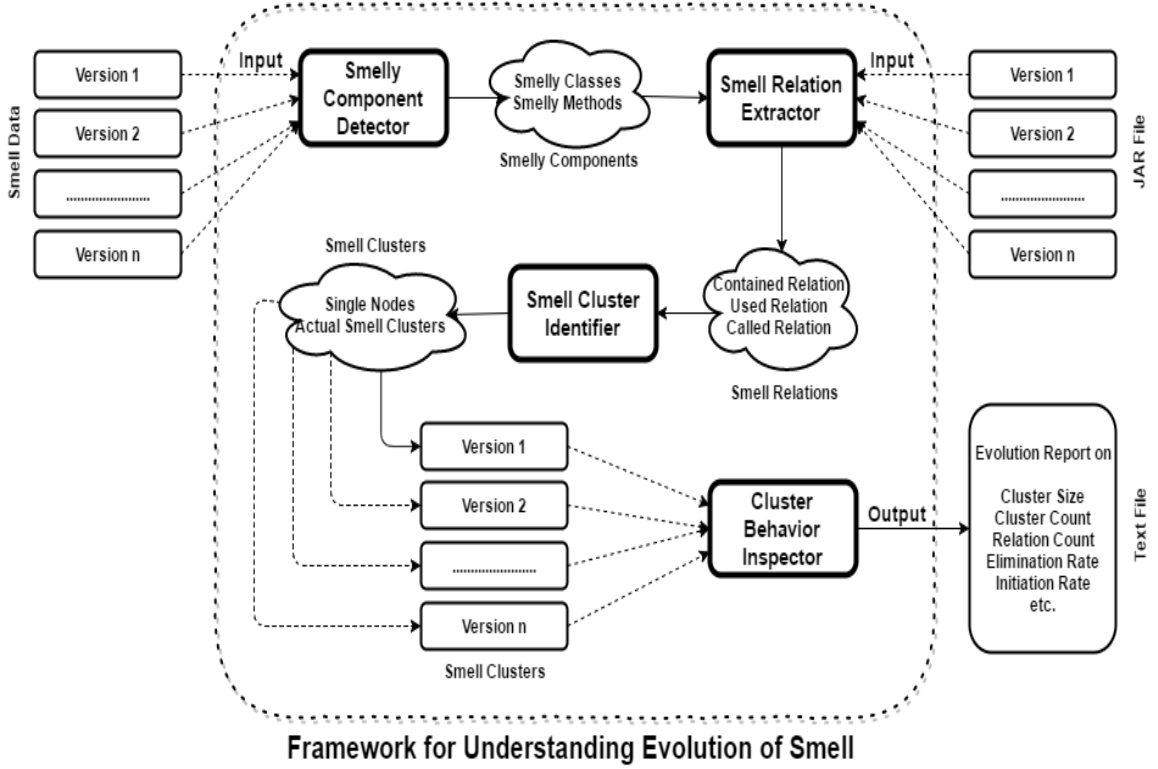 Smell Data
Version 1
Version 2
........................
Version n
Input
Smelly
Component
Detector
Smelly Classes
Smelly Methods
Smelly Components
Smell Relation
Extractor
Input
Version 1
Version 2
........................
Version n
JAR File
Contained Relation
Used Relation
Called Relation
Smell Relations
Smell Cluster
Identifier
Smell Clusters
Single Nodes
Actual Smell Clusters
Version 1
Version 2
........................
Version n
Smell Clusters
Cluster
Behavior
Inspector
Output
Evolution Report on
Cluster Size
Cluster Count
Relation Count
Elimination Rate
Initiation Rate
etc.
Text File
Framework for Understanding Evolution of Smell